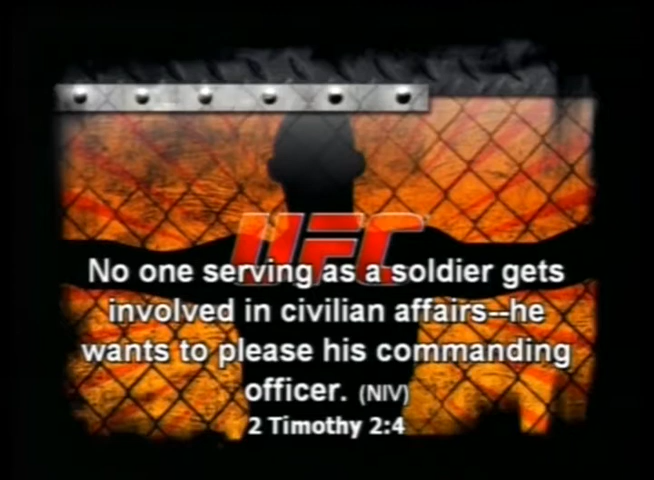 UFC
No one serving as a soldier gets
involved in civilian affairs--he
wants to please his commanding
officer. (NIV)
2 Timothy 2:4